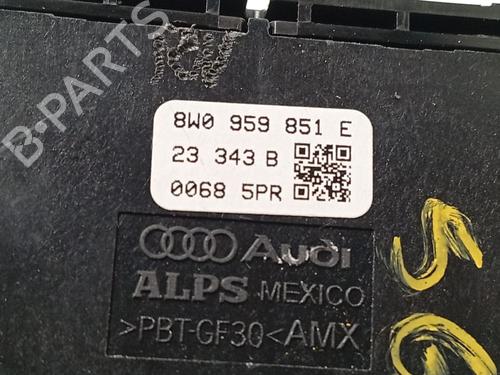 B-PARTS
8W0 959 851 E
23 343 B
0068 5PR
Audi
ALPS MEXICO
>PBT-GF30<AMX